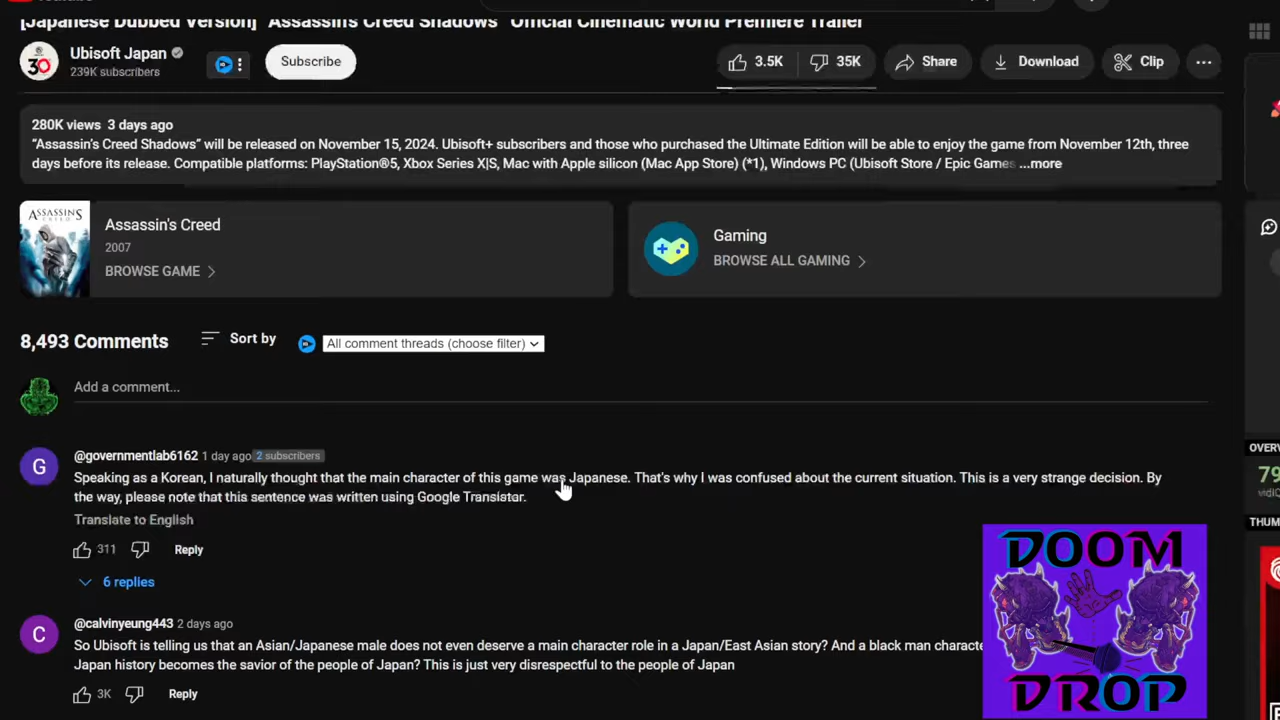 [Japanese Dubbed Version] "Assassin's Creed Shadows" Official Cinematic World Premiere Trailer
30
Ubisoft Japan
239K subscribers
Subscribe
3.5K
35K
Share
Download
Clip
280K views 3 days ago
“Assassin’s Creed Shadows” will be released on November 15, 2024. Ubisoft+ subscribers and those who purchased the Ultimate Edition will be able to enjoy the game from November 12th, three
days before its release. Compatible platforms: PlayStation®5, Xbox Series X|S, Mac with Apple silicon (Mac App Store) (*1), Windows PC (Ubisoft Store / Epic Games ...more
ASSASSIN'S CREED
Assassin's Creed
2007
BROWSE GAME
Gaming
BROWSE ALL GAMING
8,493 Comments
Sort by
All comment threads (choose filter)
Add a comment...
G
@governmentlab6162 1 day ago 2 subscribers
Speaking as a Korean, I naturally thought that the main character of this game was Japanese. That's why I was confused about the current situation. This is a very strange decision. By
the way, please note that this sentence was written using Google Translatar.
Translate to English
311
Reply
6 replies
C
@calvinyeung443 2 days ago
So Ubisoft is telling us that an Asian/Japanese male does not even deserve a main character role in a Japan/East Asian story? And a black man characte
Japan history becomes the savior of the people of Japan? This is just very disrespectful to the people of Japan
3K
Reply
OVER
79
THUM
DOOM
DROP